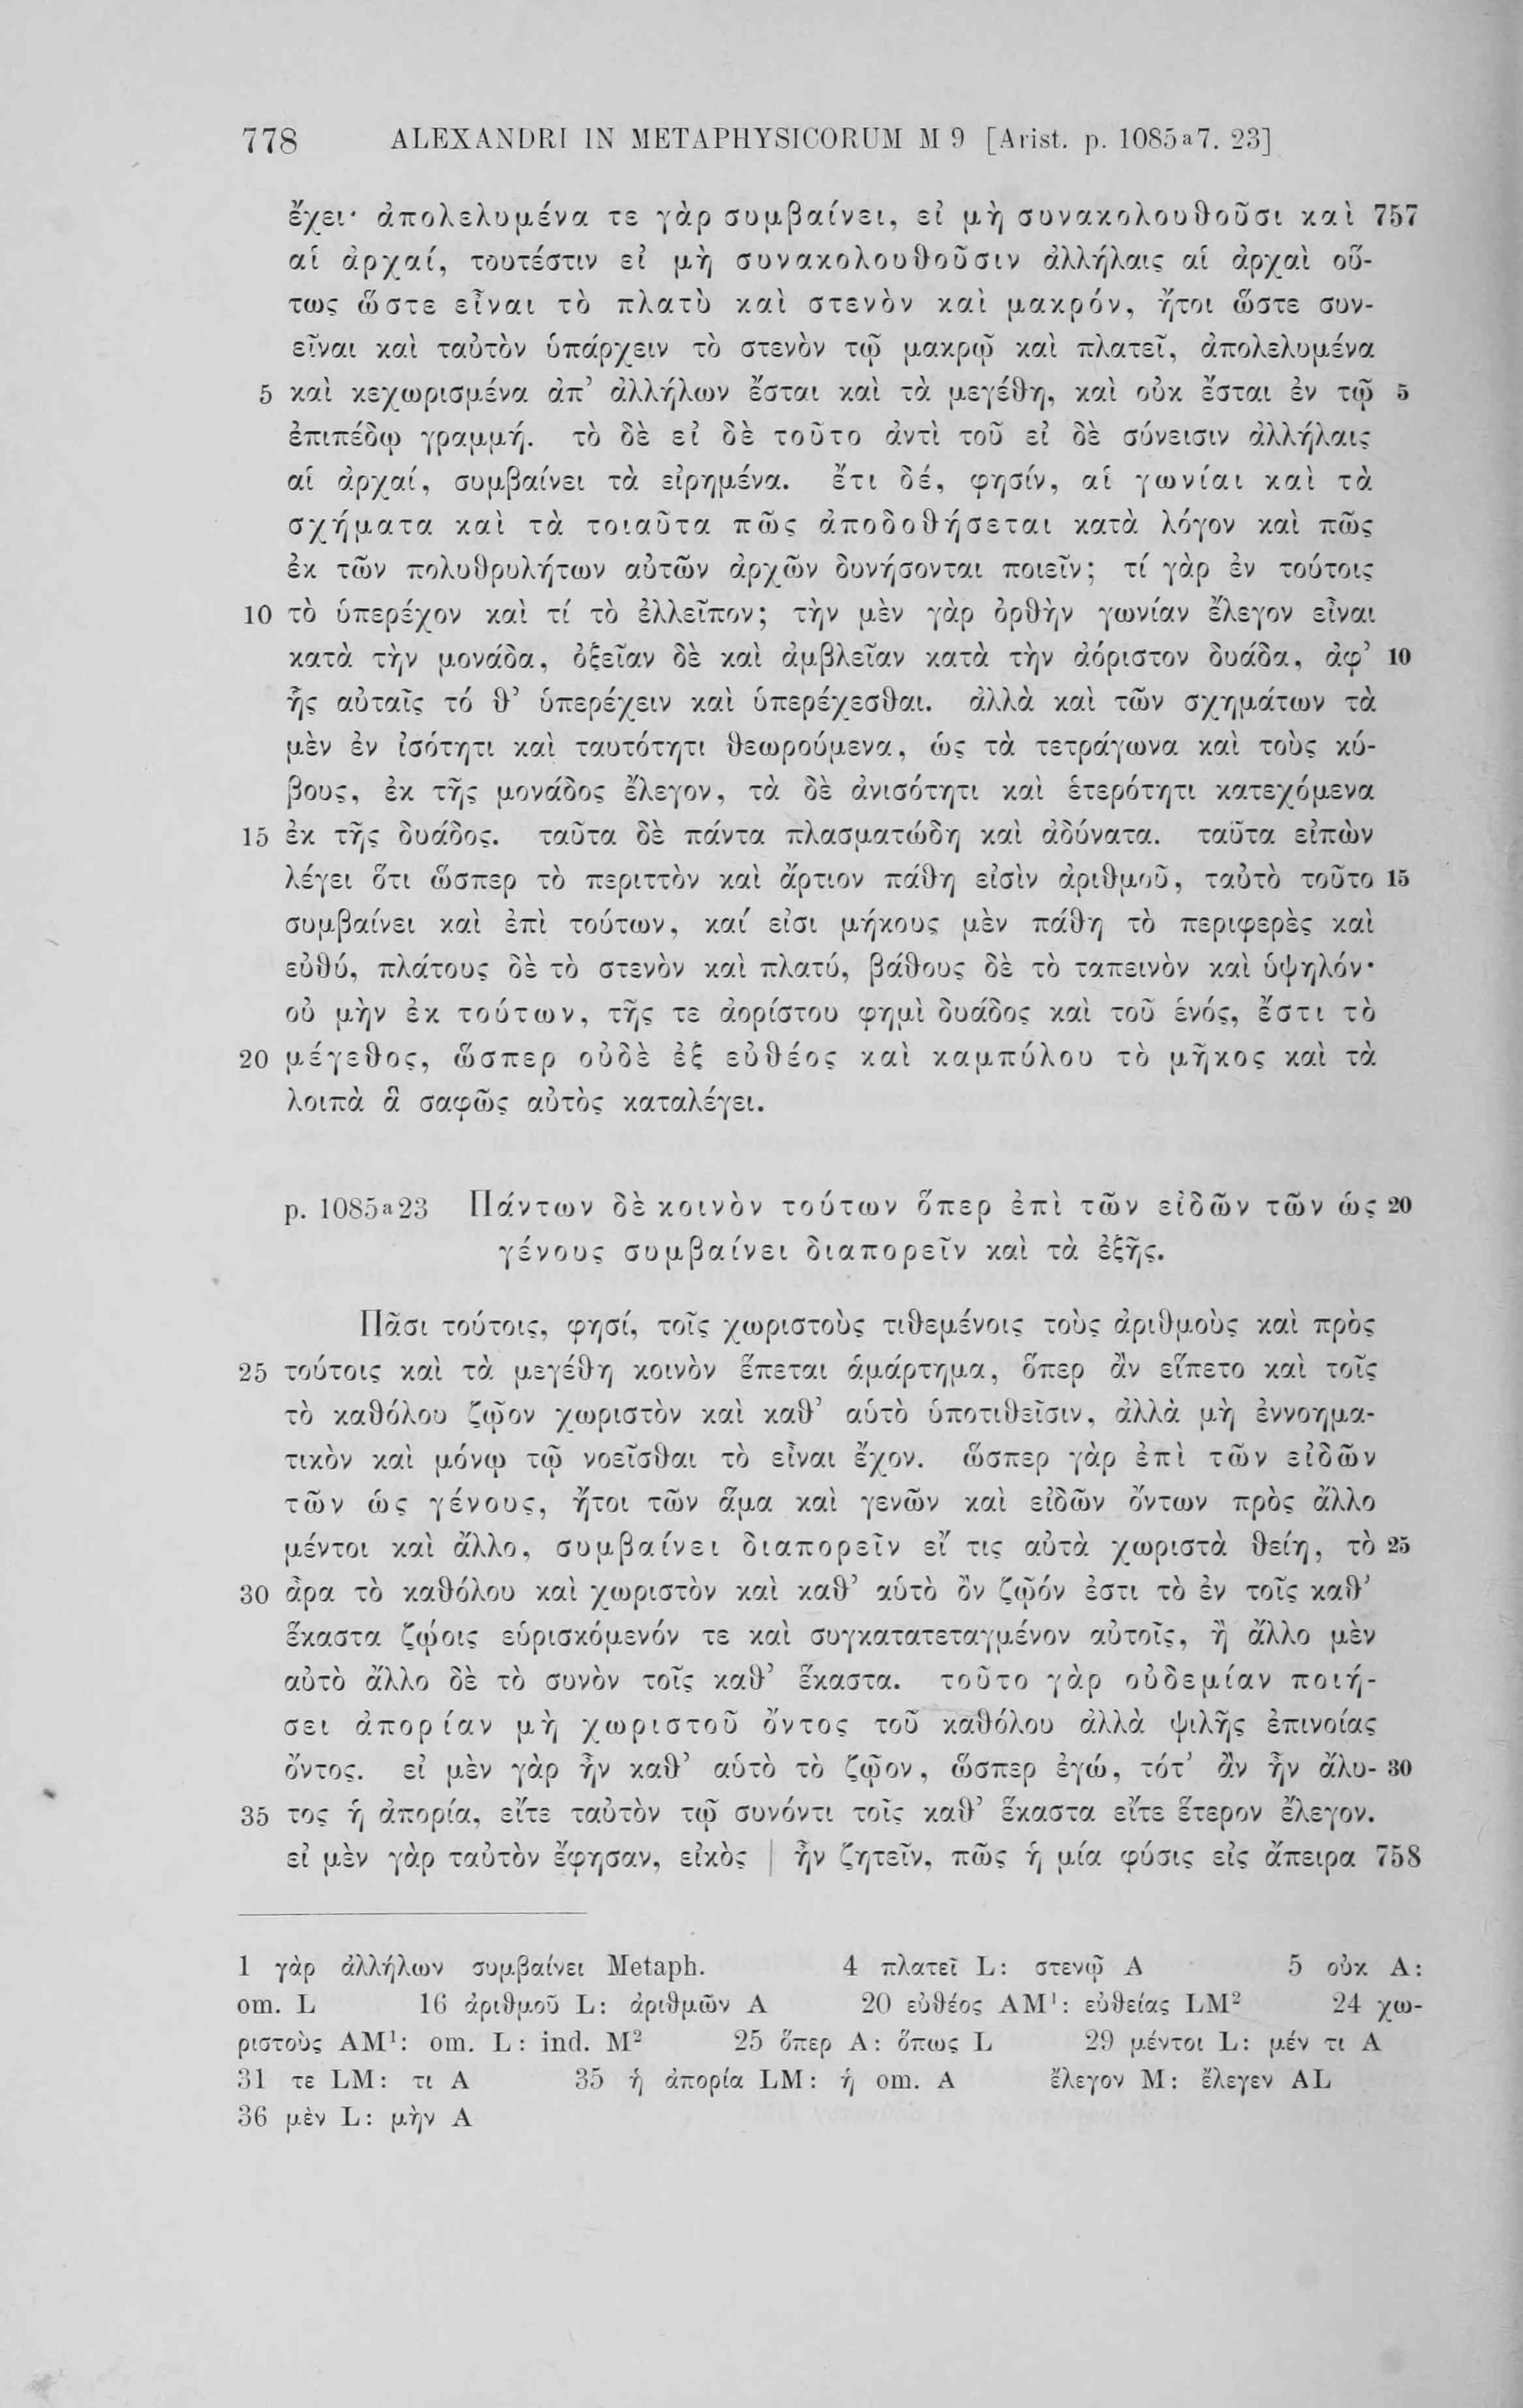 778 ALEXANDRI IN METAPHYSICORUM M 9 [Arist. p. 1085a7. 23]
ἔχει· ἀπολελυμένα τε γὰρ συμβαίνει, εἰ μὴ συνακολουθοῦσι καὶ 757
αἱ ἀρχαί, τουτέστιν εἰ μὴ συνακολουθοῦσιν ἀλλήλαις αἱ ἀρχαὶ οὕ-
τως ὥστε εἶναι τὸ πλατὺ καὶ στενὸν καὶ μακρόν, ἤτοι ὥστε συν-
εῖναι καὶ ταὐτὸν ὑπάρχειν τὸ στενὸν τῷ μακρῷ καὶ πλατεῖ, ἀπολελυμένα
5 καὶ κεχωρισμένα ἀπ’ ἀλλήλων ἔσται καὶ τὰ μεγέθη, καὶ οὐκ ἔσται ἐν τῷ 5
ἐπιπέδῳ γραμμή. τὸ δὲ εἰ δὲ τοῦτο ἀντὶ τοῦ εἰ δὲ σύνεισιν ἀλλήλαις
αἱ ἀρχαί, συμβαίνει τὰ εἰρημένα. ἔτι δέ, φησίν, αἱ γωνίαι καὶ τὰ
σχήματα καὶ τὰ τοιαῦτα πῶς ἀποδοθήσεται κατὰ λόγον καὶ πῶς
ἐκ τῶν πολυθρυλήτων αὐτῶν ἀρχῶν δυνήσονται ποιεῖν; τί γὰρ ἐν τούτοις
10 τὸ ὑπερέχον καὶ τί τὸ ἐλλεῖπον; τὴν μὲν γὰρ ὀρθὴν γωνίαν ἔλεγον εἶναι
κατὰ τὴν μονάδα, ὀξεῖαν δὲ καὶ ἀμβλεῖαν κατὰ τὴν ἀόριστον δυάδα, ἀφ’ 10
ἧς αὐταῖς τό θ’ ὑπερέχειν καὶ ὑπερέχεσθαι. ἀλλὰ καὶ τῶν σχημάτων τὰ
μὲν ἐν ἰσότητι καὶ ταυτότητι θεωρούμενα, ὡς τὰ τετράγωνα καὶ τοὺς κύ-
βους, ἐκ τῆς μονάδος ἔλεγον, τὰ δὲ ἀνισότητι καὶ ἑτερότητι κατεχόμενα
15 ἐκ τῆς δυάδος. ταῦτα δὲ πάντα πλασματώδη καὶ ἀδύνατα. ταῦτα εἰπὼν
λέγει ὅτι ὥσπερ τὸ περιττὸν καὶ ἄρτιον πάθη εἰσὶν ἀριθμοῦ, ταὐτὸ τοῦτο 15
συμβαίνει καὶ ἐπὶ τούτων, καί εἰσι μήκους μὲν πάθη τὸ περιφερὲς καὶ
εὐθύ, πλάτους δὲ τὸ στενὸν καὶ πλατύ, βάθους δὲ τὸ ταπεινὸν καὶ ὑψηλόν·
οὐ μὴν ἐκ τούτων, τῆς τε ἀορίστου φημὶ δυάδος καὶ τοῦ ἑνός, ἔστι τὸ
20 μέγεθος, ὥσπερ οὐδὲ ἐξ εὐθέος καὶ καμπύλου τὸ μῆκος καὶ τὰ
λοιπὰ ἃ σαφῶς αὐτὸς καταλέγει.
p. 1085a23 Πάντων δὲ κοινὸν τούτων ὅπερ ἐπὶ τῶν εἰδῶν τῶν ὡς 20
γένους συμβαίνει διαπορεῖν καὶ τὰ ἑξῆς.
Πᾶσι τούτοις, φησί, τοῖς χωριστοὺς τιθεμένοις τοὺς ἀριθμοὺς καὶ πρὸς
25 τούτοις καὶ τὰ μεγέθη κοινὸν ἕπεται ἁμάρτημα, ὅπερ ἂν εἵπετο καὶ τοῖς
τὸ καθόλου ζῷον χωριστὸν καὶ καθ’ αὑτὸ ὑποτιθεῖσιν, ἀλλὰ μὴ ἐννοημα-
τικὸν καὶ μόνῳ τῷ νοεῖσθαι τὸ εἶναι ἔχον. ὥσπερ γὰρ ἐπὶ τῶν εἰδῶν
τῶν ὡς γένους, ἤτοι τῶν ἅμα καὶ γενῶν καὶ εἰδῶν ὄντων πρὸς ἄλλο
μέντοι καὶ ἄλλο, συμβαίνει διαπορεῖν εἴ τις αὐτὰ χωριστὰ θείη, τὸ 25
30 ἆρα τὸ καθόλου καὶ χωριστὸν καὶ καθ’ αὑτὸ ὂν ζῷόν ἐστι τὸ ἐν τοῖς καθ’
ἕκαστα ζῴοις εὑρισκόμενόν τε καὶ συγκατατεταγμένον αὐτοῖς, ἢ ἄλλο μὲν
αὐτὸ ἄλλο δὲ τὸ συνὸν τοῖς καθ’ ἕκαστα. τοῦτο γὰρ οὐδεμίαν ποιή-
σει ἀπορίαν μὴ χωριστοῦ ὄντος τοῦ καθόλου ἀλλὰ ψιλῆς ἐπινοίας
ὄντος. εἰ μὲν γὰρ ἦν καθ’ αὑτὸ τὸ ζῷον, ὥσπερ ἐγώ, τότ’ ἂν ἦν ἄλυ- 30
35 τος ἡ ἀπορία, εἴτε ταὐτὸν τῷ συνόντι τοῖς καθ’ ἕκαστα εἴτε ἕτερον ἔλεγον.
εἰ μὲν γὰρ ταὐτὸν ἔφησαν, εἰκὸς | ἦν ζητεῖν, πῶς ἡ μία φύσις εἰς ἄπειρα 758
1 γὰρ ἀλλήλων συμβαίνει Metaph. 4 πλατεῖ L: στενῷ A 5 οὐκ A:
om. L 16 ἀριθμοῦ L: ἀριθμῶν A 20 εὐθέος AM¹: εὐθείας LM² 24 χω-
ριστοὺς AM¹: om. L: ind. M² 25 ὅπερ A: ὅπως L 29 μέντοι L: μέν τι A
31 τε LM: τι A 35 ἡ ἀπορία LM: ἡ om. A ἔλεγον M: ἔλεγεν AL
36 μὲν L: μὴν A